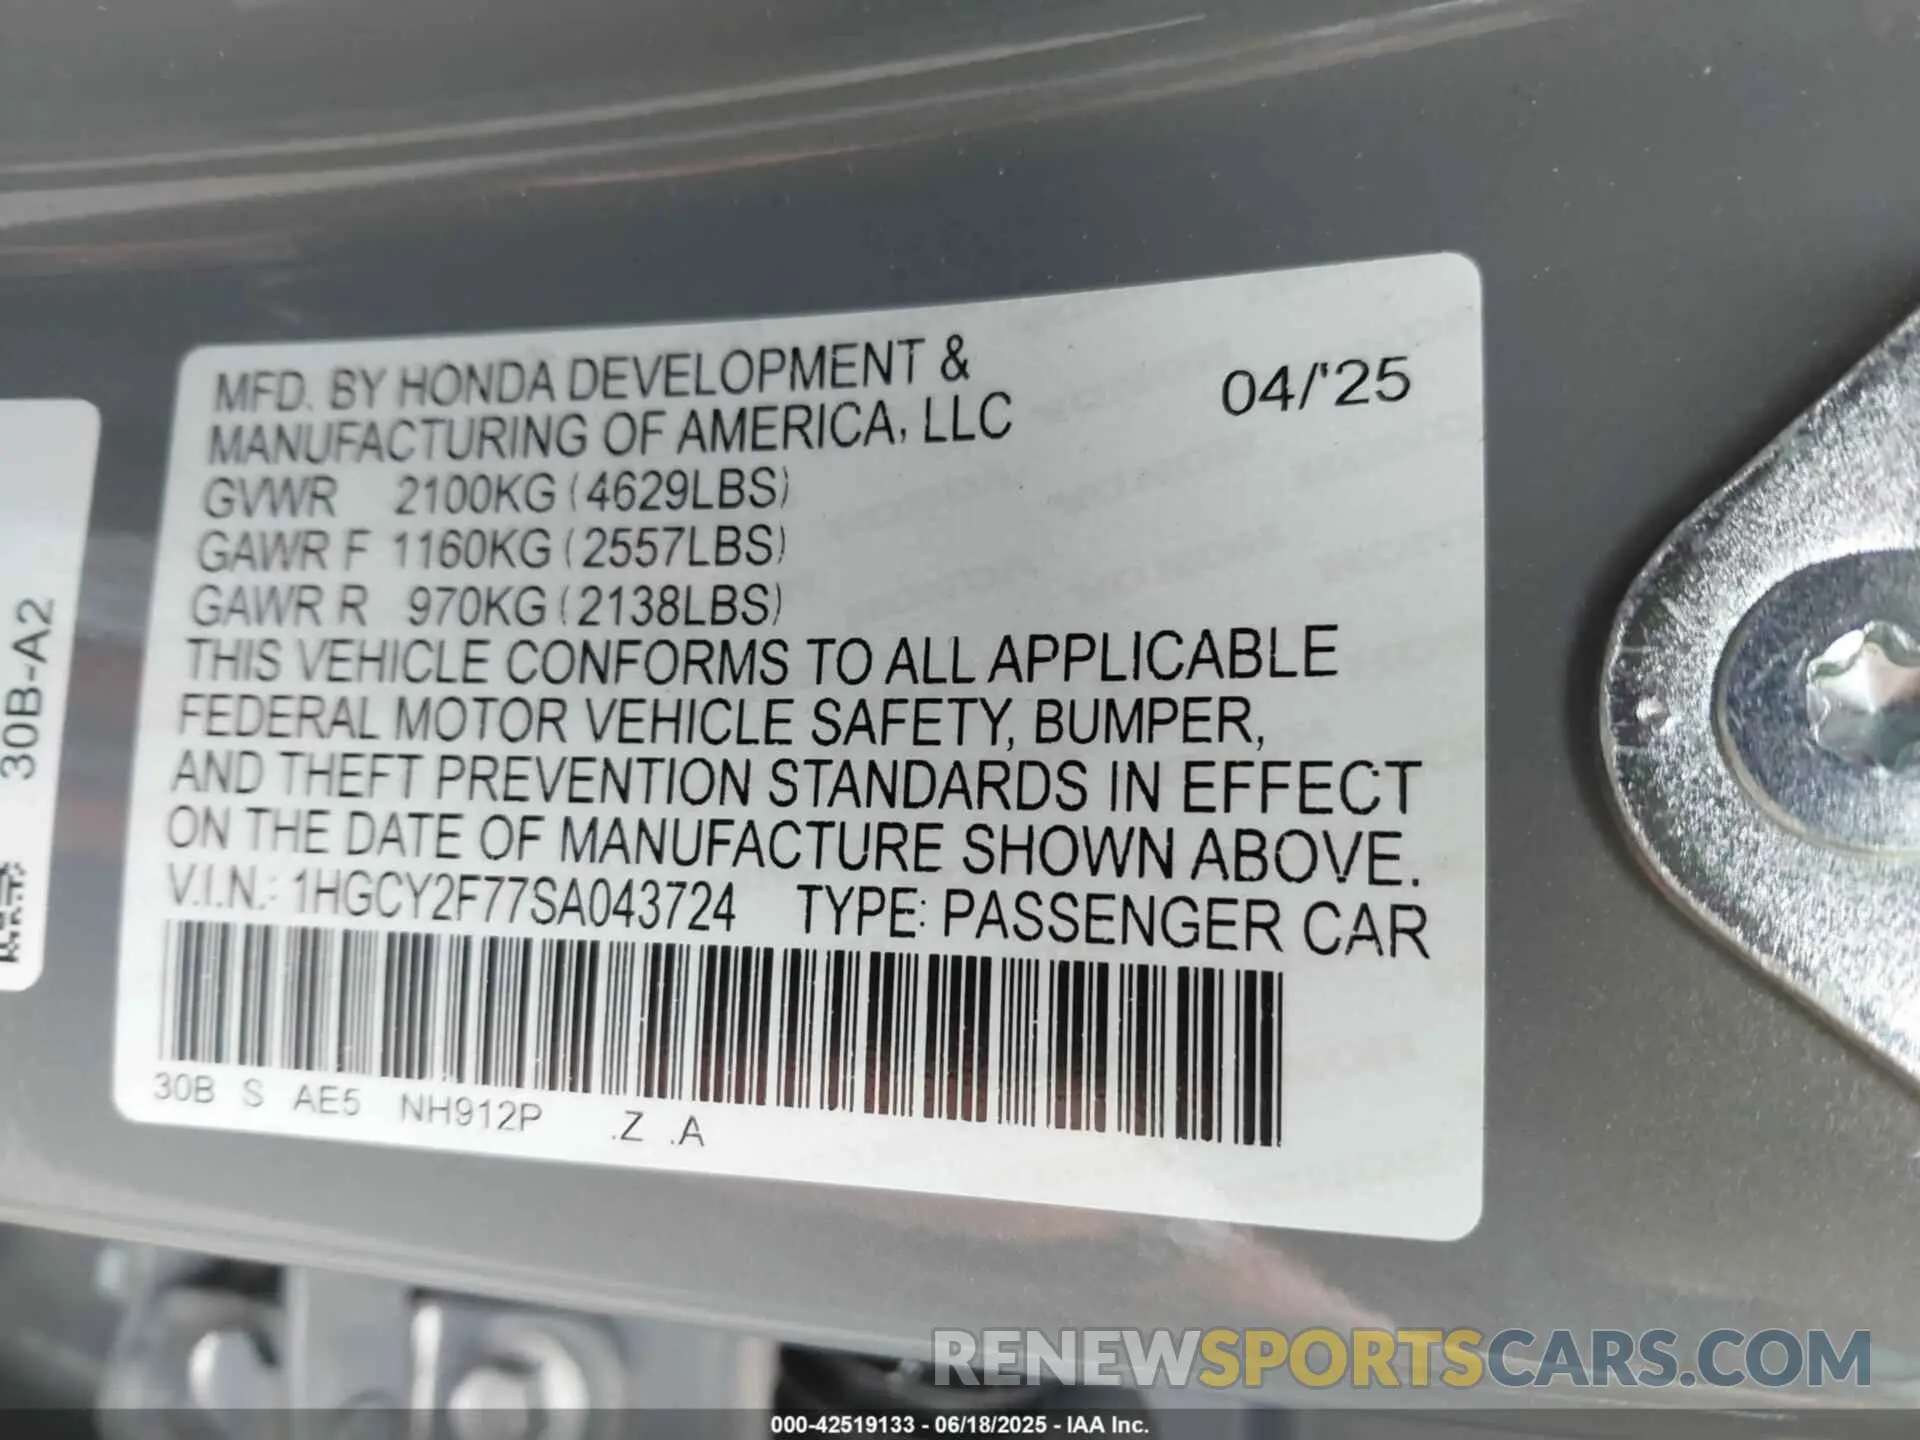 MFD. BY HONDA DEVELOPMENT &
MANUFACTURING OF AMERICA, LLC
04/'25
GVWR 2100KG (4629LBS)
GAWR F 1160KG (2557LBS)
GAWR R 970KG (2138LBS)
THIS VEHICLE CONFORMS TO ALL APPLICABLE
FEDERAL MOTOR VEHICLE SAFETY, BUMPER,
AND THEFT PREVENTION STANDARDS IN EFFECT
ON THE DATE OF MANUFACTURE SHOWN ABOVE.
V.I.N.: 1HGCY2F77SA043724 TYPE: PASSENGER CAR
30B S AE5 NH912P .Z .A
30B-A2
RENEWSPORTSCARS.COM
000-42519133 - 06/18/2025 - IAA Inc.